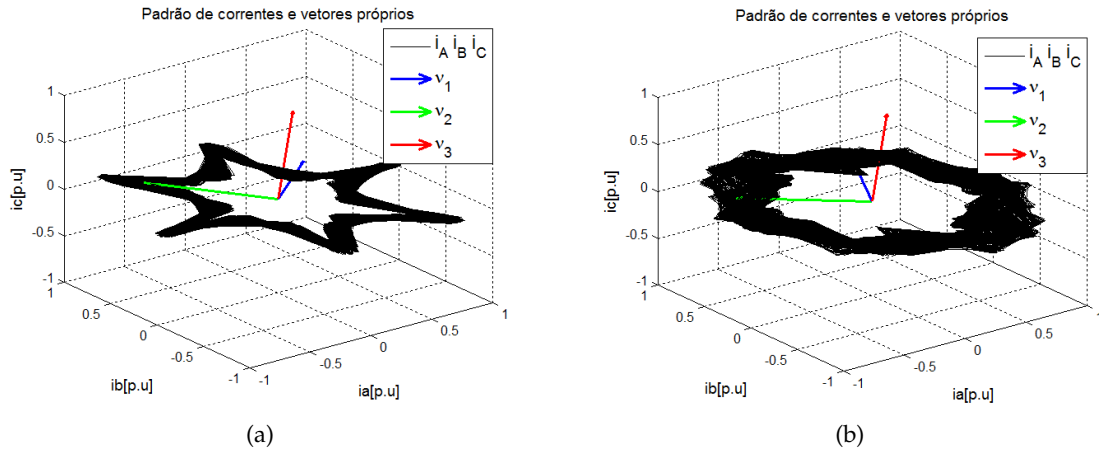 Padrão de correntes e vetores próprios
i_A i_B i_C
ν_1
ν_2
ν_3
1
0.5
0
-0.5
-1
ic[p.u]
1
0.5
0
-0.5
-1
ib[p.u]
-1
-0.5
0
0.5
1
ia[p.u]
(a)
Padrão de correntes e vetores próprios
i_A i_B i_C
ν_1
ν_2
ν_3
1
0.5
0
-0.5
-1
ic[p.u]
1
0.5
0
-0.5
-1
ib[p.u]
-1
-0.5
0
0.5
ia[p.u]
(b)